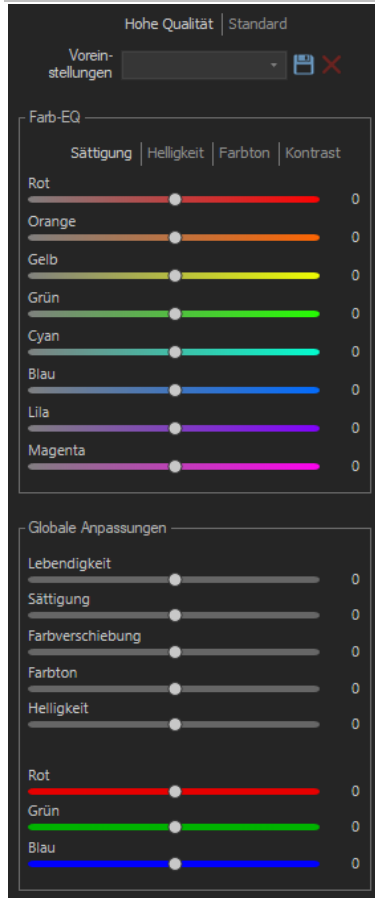 Hohe Qualität | Standard
Vorein-
stellungen
Farb-EQ
Sättigung | Helligkeit | Farbton | Kontrast
Rot
0
Orange
0
Gelb
0
Grün
0
Cyan
0
Blau
0
Lila
0
Magenta
0
Globale Anpassungen
Lebendigkeit
0
Sättigung
0
Farbverschiebung
0
Farbton
0
Helligkeit
0
Rot
0
Grün
0
Blau
0